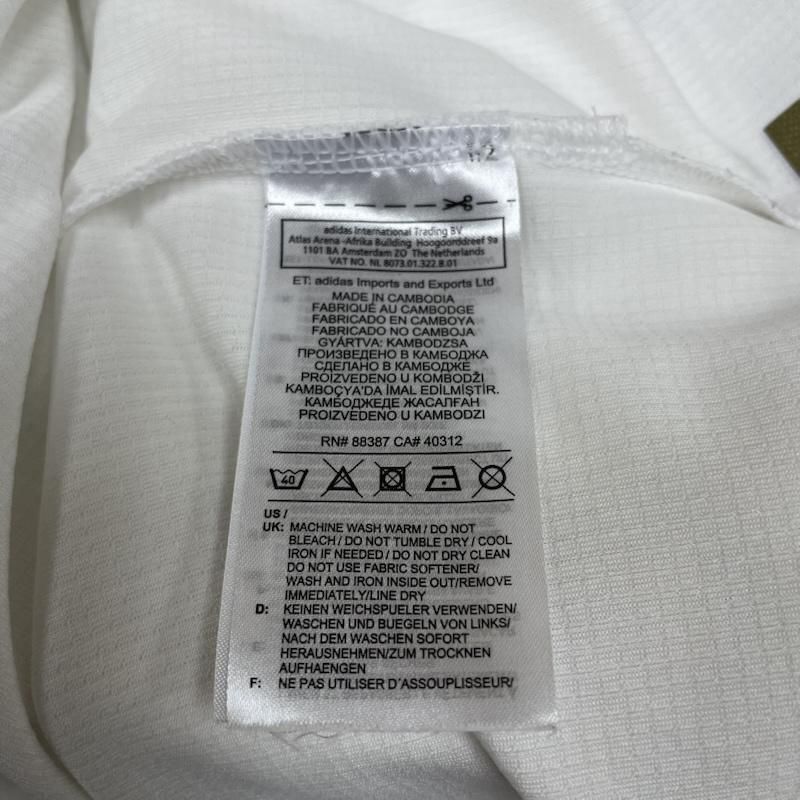 adidas International Trading BV
Atlas Arena -Afrika Building Hoogoorddreef 9a
1101 BA Amsterdam ZO The Netherlands
VAT NO. NL 8073.01.322.B.01
ET: adidas Imports and Exports Ltd
MADE IN CAMBODIA
FABRIQUÉ AU CAMBODGE
FABRICADO EN CAMBOYA
FABRICADO NO CAMBOJA
GYÁRTVA: KAMBODZSA
ПРОИЗВЕДЕНО В КАМБОДЖА
СДЕЛАНО В КАМБОДЖЕ
PROIZVEDENO U KOMBODŽI
KAMBOÇYA'DA İMAL EDİLMİŞTİR.
КАМБОДЖЕДЕ ЖАСАЛҒАН
PROIZVEDENO U KAMBODZI
RN# 88387 CA# 40312
40
US /
UK: MACHINE WASH WARM / DO NOT
BLEACH / DO NOT TUMBLE DRY / COOL
IRON IF NEEDED / DO NOT DRY CLEAN
DO NOT USE FABRIC SOFTENER/
WASH AND IRON INSIDE OUT/REMOVE
IMMEDIATELY/LINE DRY
D: KEINEN WEICHSPUELER VERWENDEN/
WASCHEN UND BUEGELN VON LINKS/
NACH DEM WASCHEN SOFORT
HERAUSNEHMEN/ZUM TROCKNEN
AUFHAENGEN
F: NE PAS UTILISER D'ASSOUPLISSEUR/